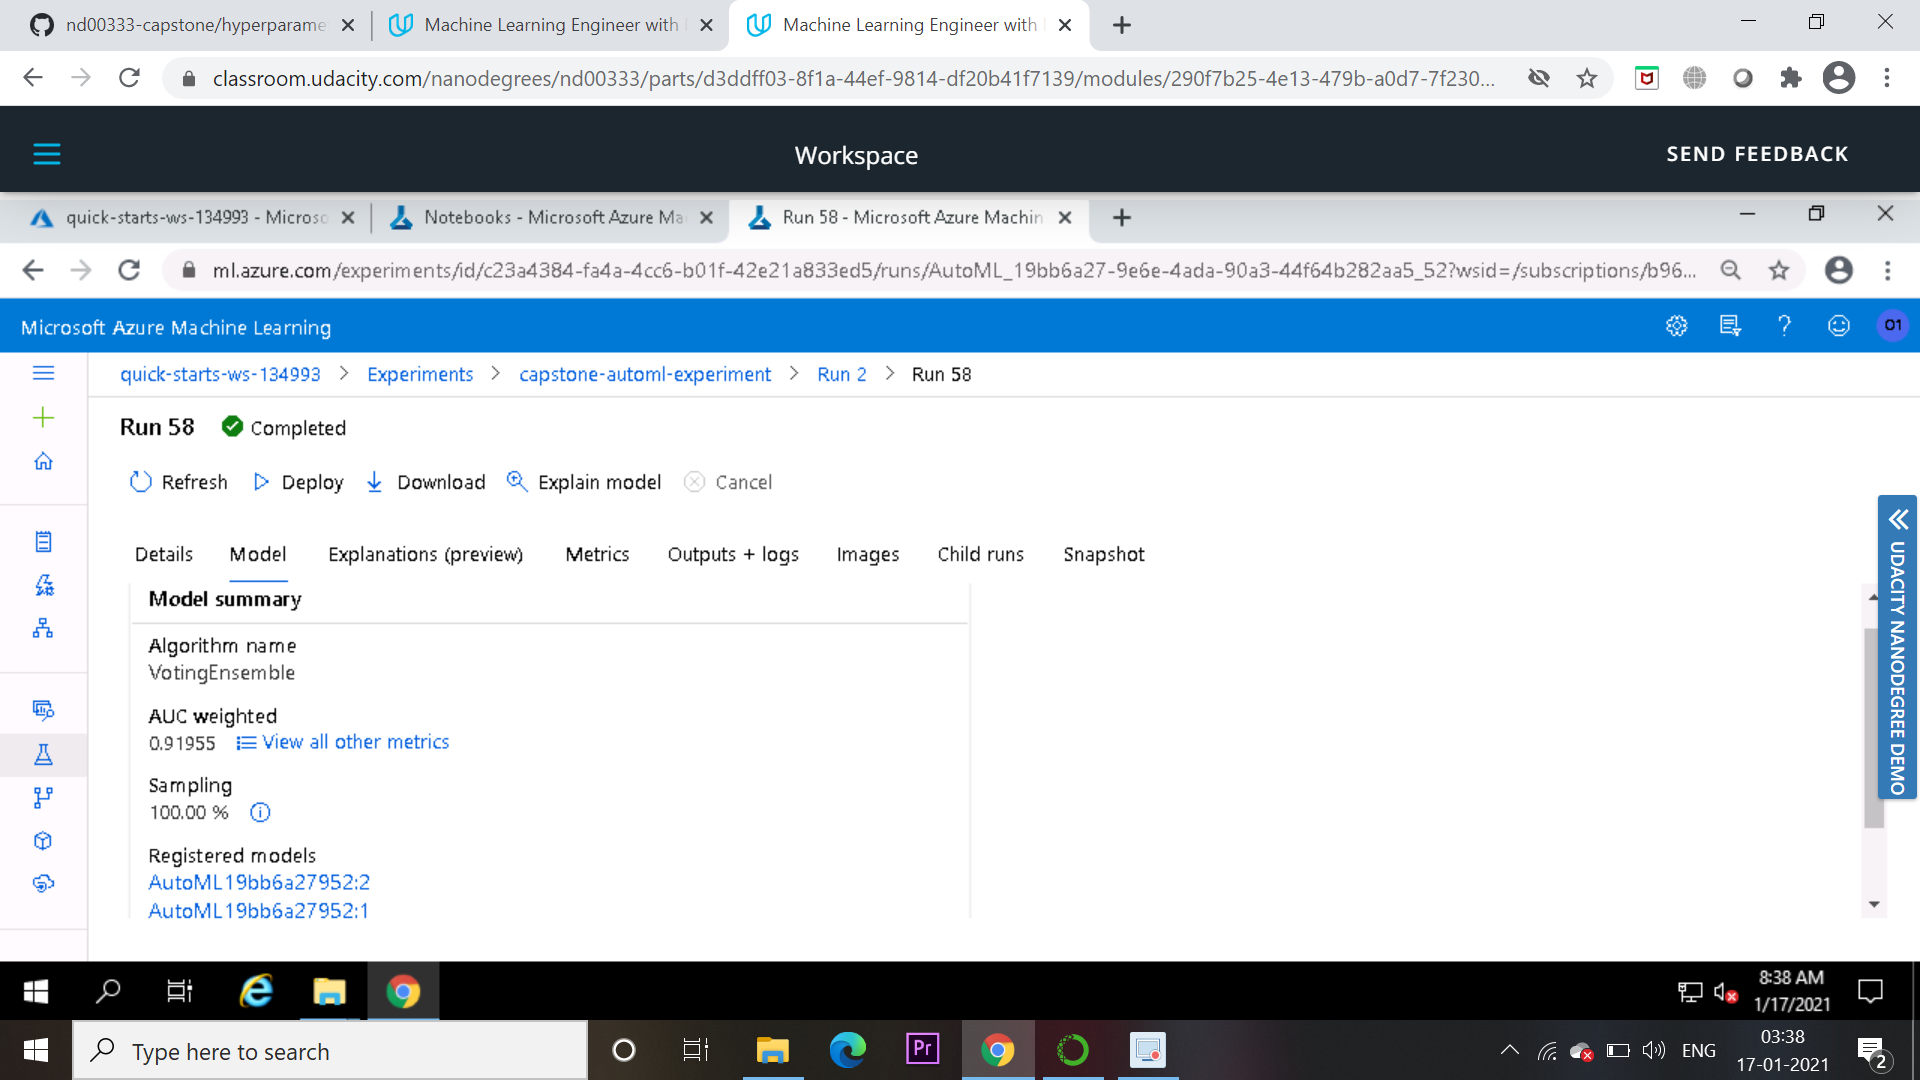 nd00333-capstone/hyperparame
Machine Learning Engineer with
Machine Learning Engineer with
classroom.udacity.com/nanodegrees/nd00333/parts/d3ddff03-8f1a-44ef-9814-df20b41f7139/modules/290f7b25-4e13-479b-a0d7-7f230...
Workspace
SEND FEEDBACK
quick-starts-ws-134993 - Microso
Notebooks - Microsoft Azure Ma
Run 58 - Microsoft Azure Machin
ml.azure.com/experiments/id/c23a4384-fa4a-4cc6-b01f-42e21a833ed5/runs/AutoML_19bb6a27-9e6e-4ada-90a3-44f64b282aa5_52?wsid=/subscriptions/b96...
Microsoft Azure Machine Learning
01
quick-starts-ws-134993 > Experiments > capstone-automl-experiment > Run 2 > Run 58
Run 58 Completed
Refresh Deploy Download Explain model Cancel
Details Model Explanations (preview) Metrics Outputs + logs Images Child runs Snapshot
Model summary
Algorithm name
VotingEnsemble
AUC weighted
0.91955 View all other metrics
Sampling
100.00 %
Registered models
AutoML19bb6a27952:2
AutoML19bb6a27952:1
UDACITY NANODEGREE DEMO
8:38 AM
1/17/2021
Type here to search
Pr
ENG
03:38
17-01-2021
2